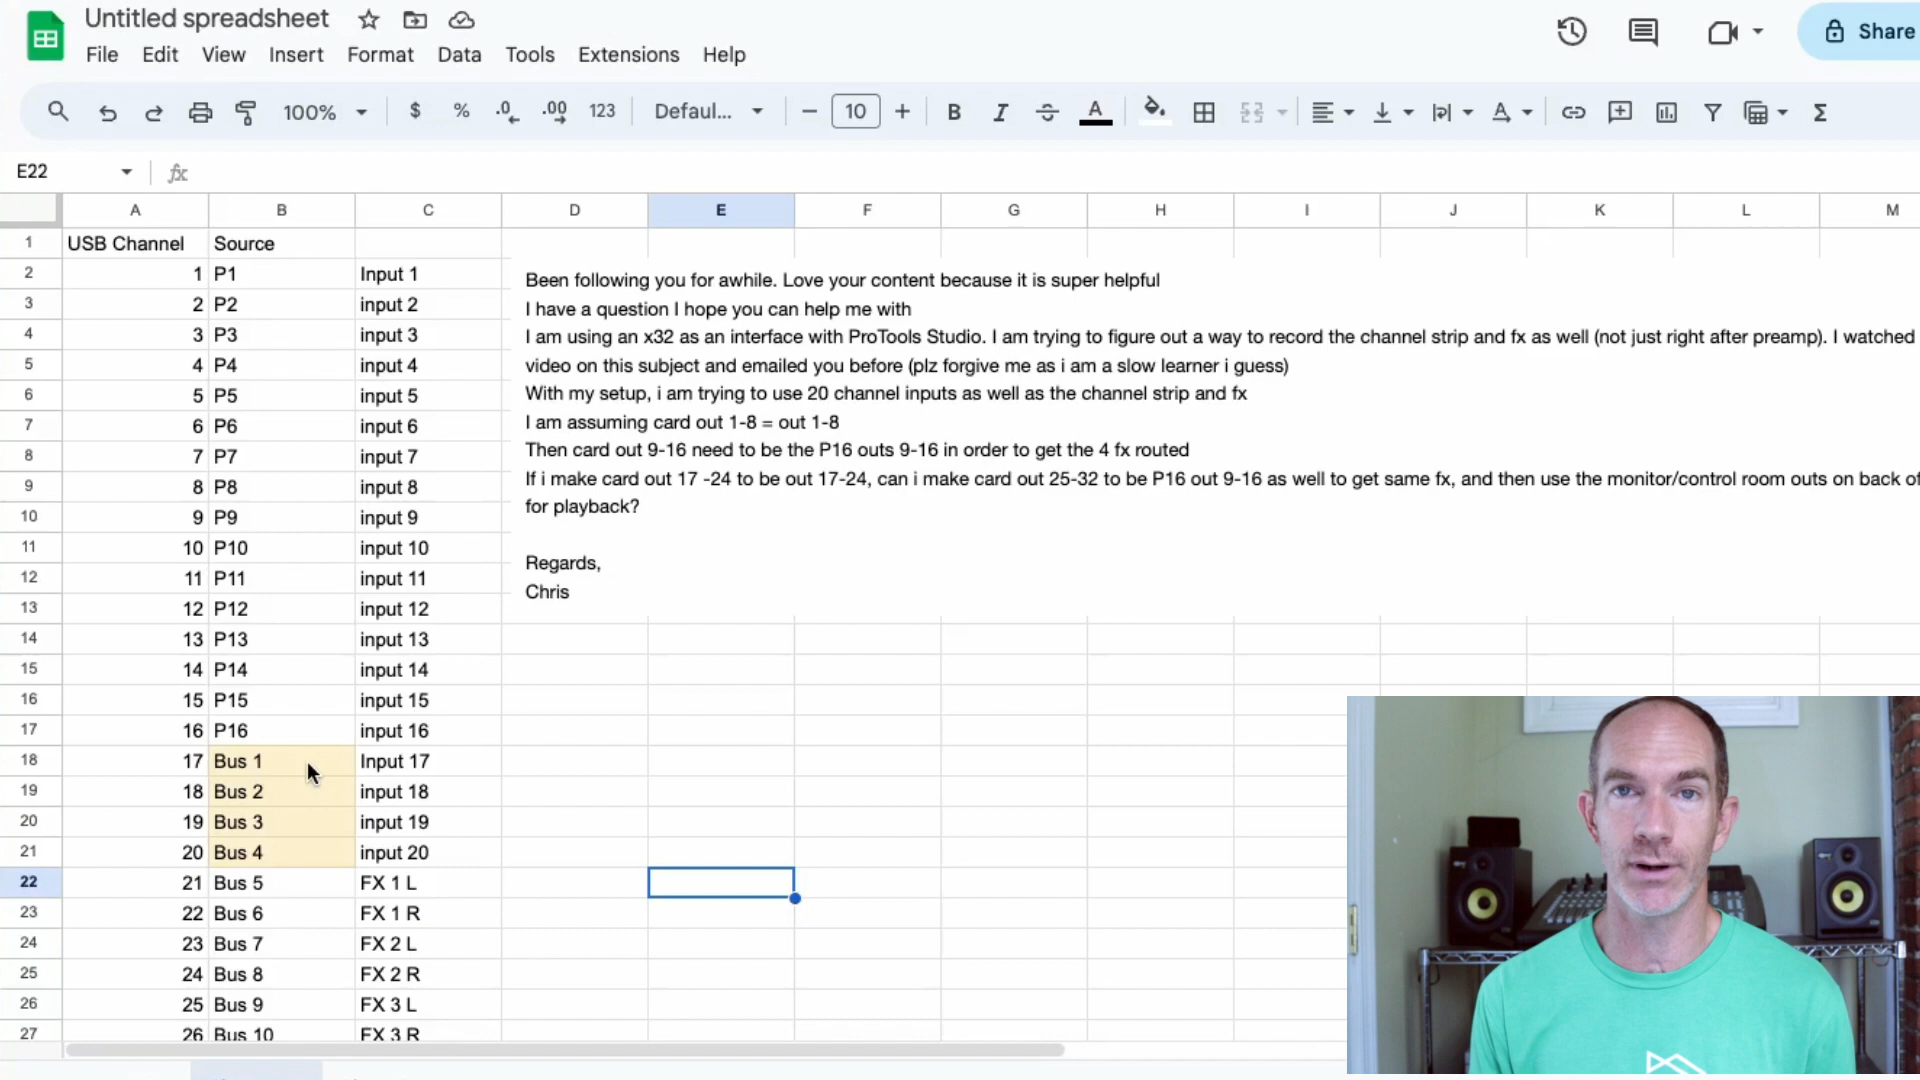 Untitled spreadsheet
File Edit View Insert Format Data Tools Extensions Help
Share
100% $ % .0 .00 123 Defaul... 10 B I A A Σ
E22 fx
A B C D E F G H I J K L M
1 USB Channel Source
2 1 P1 Input 1
3 2 P2 input 2
4 3 P3 input 3
5 4 P4 input 4
6 5 P5 input 5
7 6 P6 input 6
8 7 P7 input 7
9 8 P8 input 8
10 9 P9 input 9
11 10 P10 input 10
12 11 P11 input 11
13 12 P12 input 12
14 13 P13 input 13
15 14 P14 input 14
16 15 P15 input 15
17 16 P16 input 16
18 17 Bus 1 Input 17
19 18 Bus 2 input 18
20 19 Bus 3 input 19
21 20 Bus 4 input 20
22 21 Bus 5 FX 1 L
23 22 Bus 6 FX 1 R
24 23 Bus 7 FX 2 L
25 24 Bus 8 FX 2 R
26 25 Bus 9 FX 3 L
27 26 Bus 10 FX 3 R
Been following you for awhile. Love your content because it is super helpful
I have a question I hope you can help me with
I am using an x32 as an interface with ProTools Studio. I am trying to figure out a way to record the channel strip and fx as well (not just right after preamp). I watched
video on this subject and emailed you before (plz forgive me as i am a slow learner i guess)
With my setup, i am trying to use 20 channel inputs as well as the channel strip and fx
I am assuming card out 1-8 = out 1-8
Then card out 9-16 need to be the P16 outs 9-16 in order to get the 4 fx routed
If i make card out 17 -24 to be out 17-24, can i make card out 25-32 to be P16 out 9-16 as well to get same fx, and then use the monitor/control room outs on back of
for playback?
Regards,
Chris